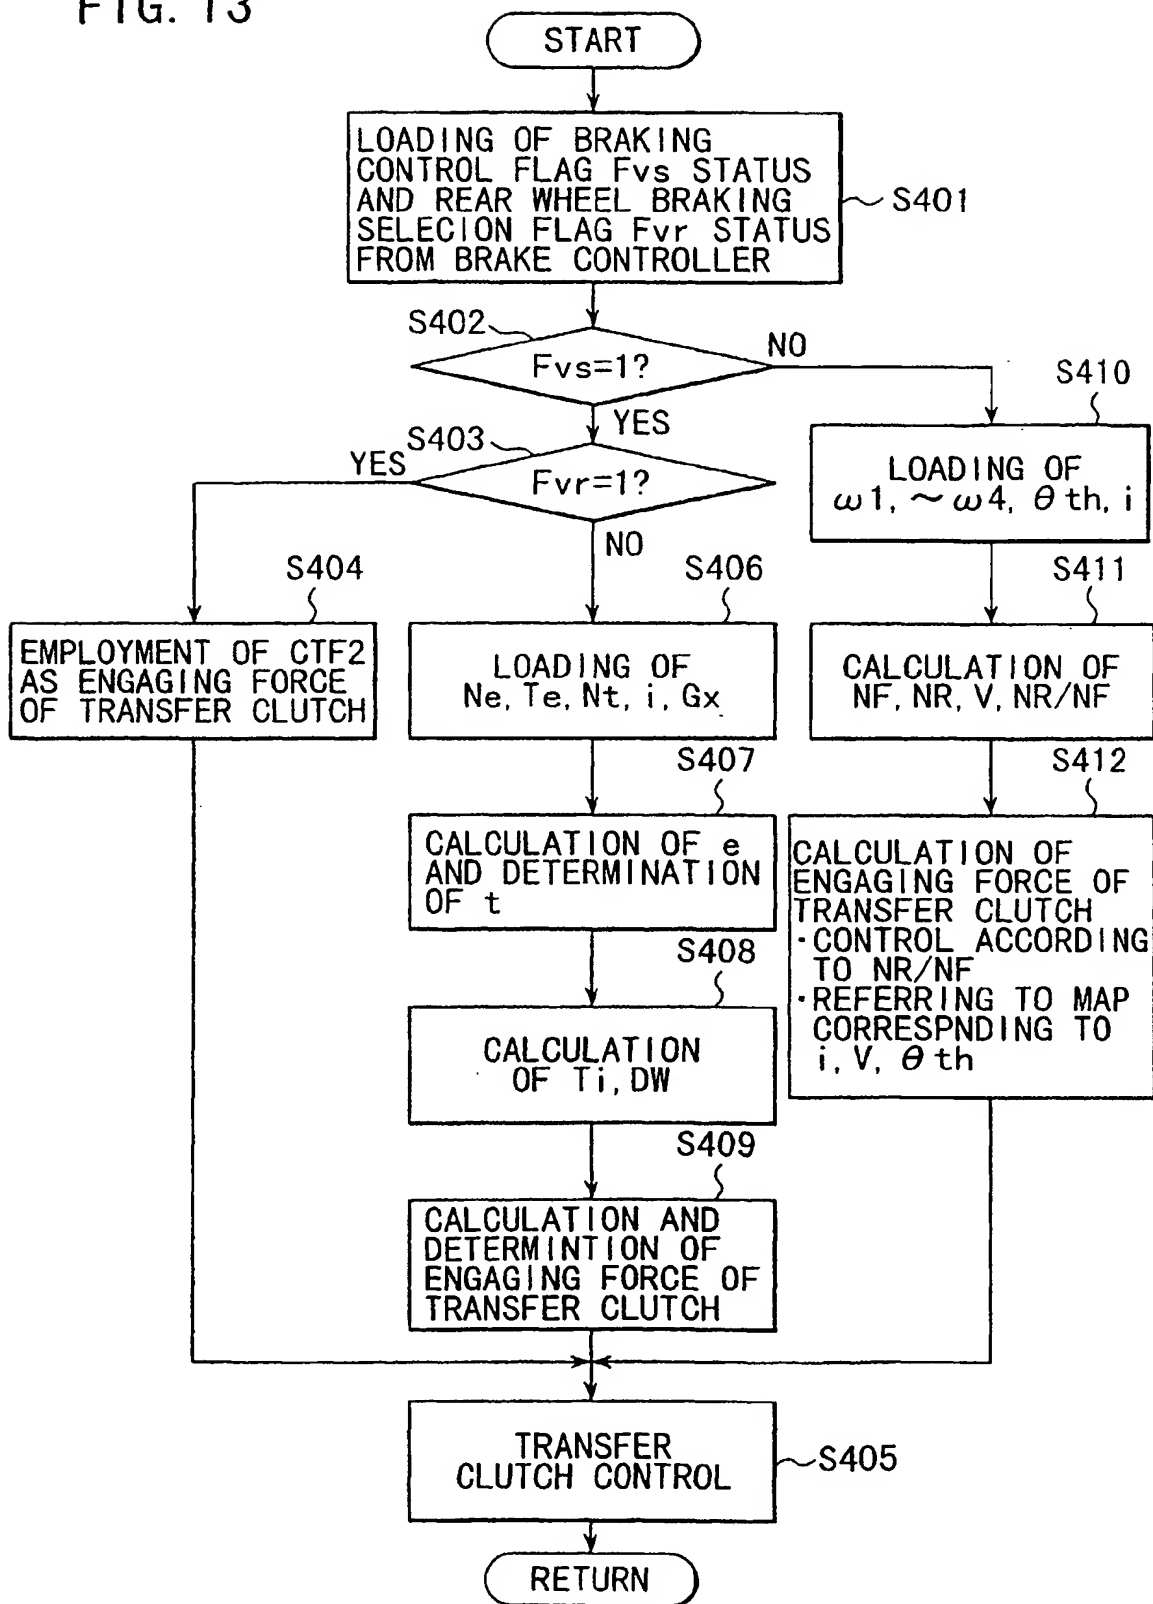 FIG. 13
START
LOADING OF BRAKING
CONTROL FLAG Fvs STATUS
AND REAR WHEEL BRAKING
SELECION FLAG Fvr STATUS
FROM BRAKE CONTROLLER
S401
S402
Fvs=1?
NO
YES
S403
Fvr=1?
YES
NO
S410
LOADING OF
ω1, ~ω4, θth, i
S404
EMPLOYMENT OF CTF2
AS ENGAGING FORCE
OF TRANSFER CLUTCH
S406
LOADING OF
Ne, Te, Nt, i, Gx
S411
CALCULATION OF
NF, NR, V, NR/NF
S407
CALCULATION OF e
AND DETERMINATION
OF t
S412
CALCULATION OF
ENGAGING FORCE OF
TRANSFER CLUTCH
·CONTROL ACCORDING
TO NR/NF
·REFERRING TO MAP
CORRESPNDING TO
i, V, θth
S408
CALCULATION
OF Ti, DW
S409
CALCULATION AND
DETERMINTION OF
ENGAGING FORCE OF
TRANSFER CLUTCH
TRANSFER
CLUTCH CONTROL
S405
RETURN